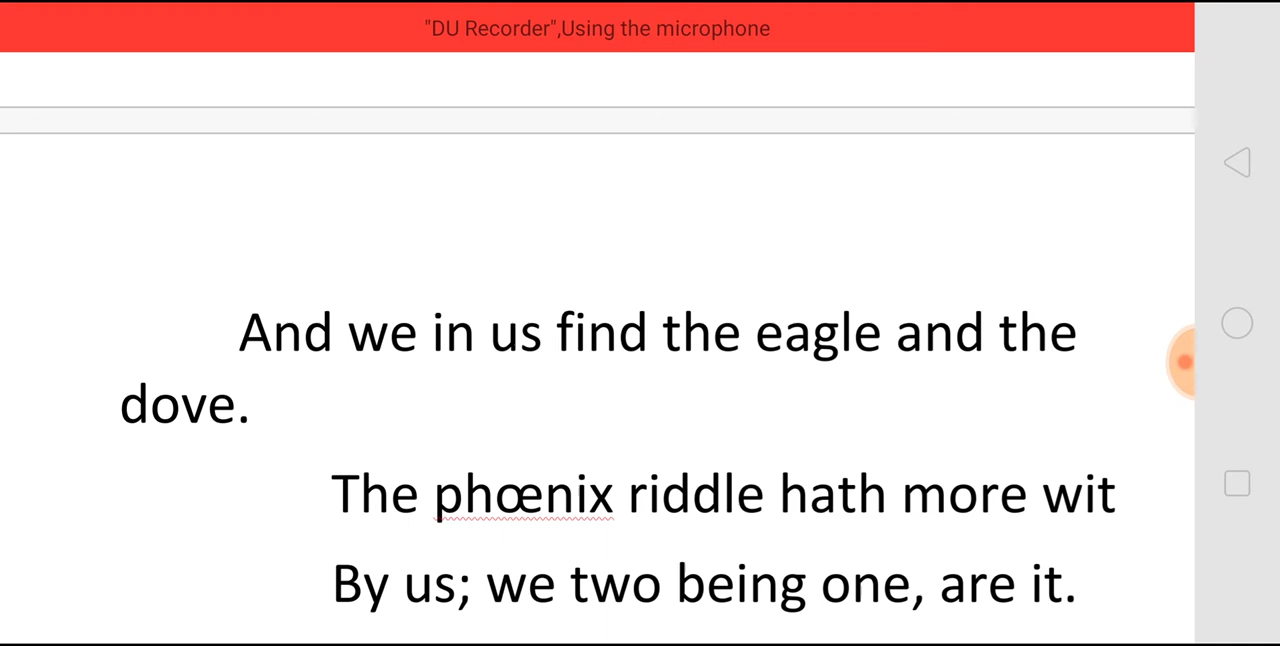 "DU Recorder",Using the microphone
And we in us find the eagle and the
dove.
The phœnix riddle hath more wit
By us; we two being one, are it.